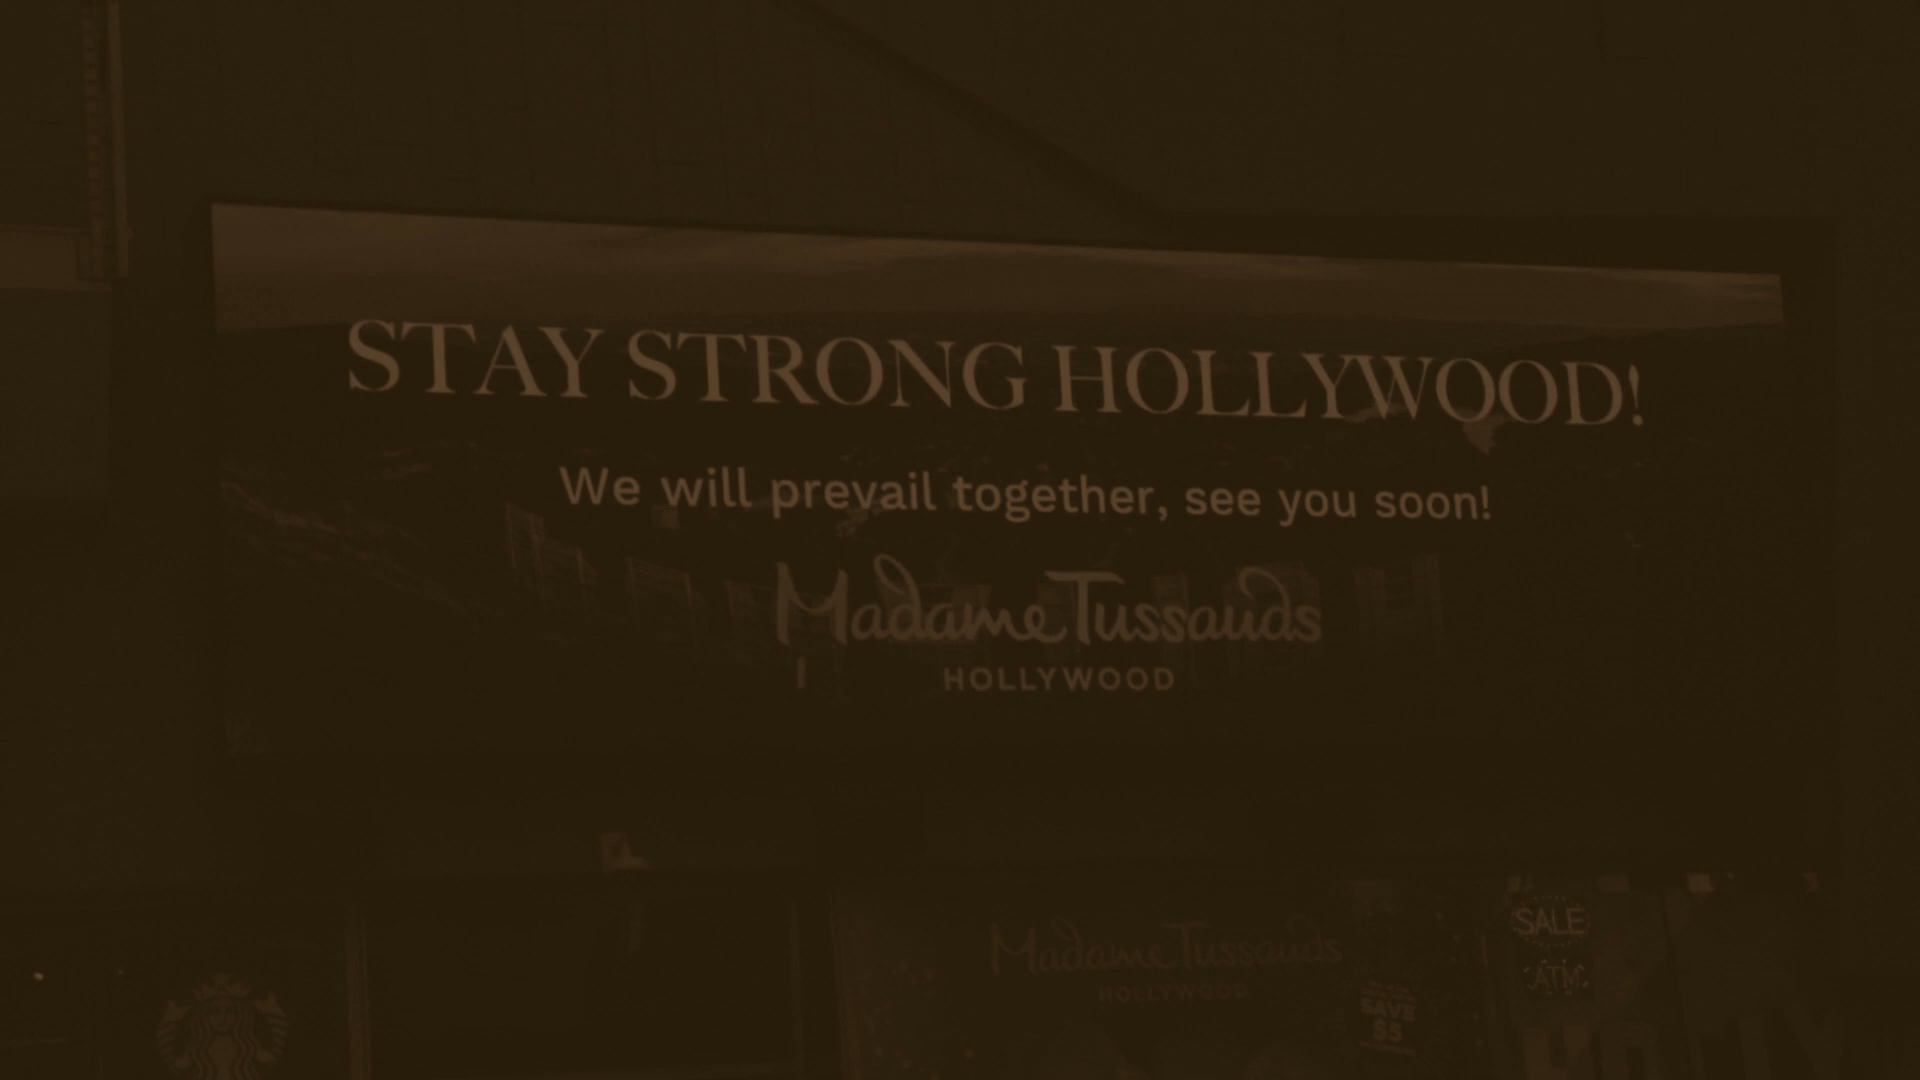 STAY STRONG HOLLYWOOD!
We will prevail together, see you soon!
Madame Tussauds
HOLLYWOOD
Madame Tussauds
HOLLYWOOD
SALE
ATM
SAVE
$5